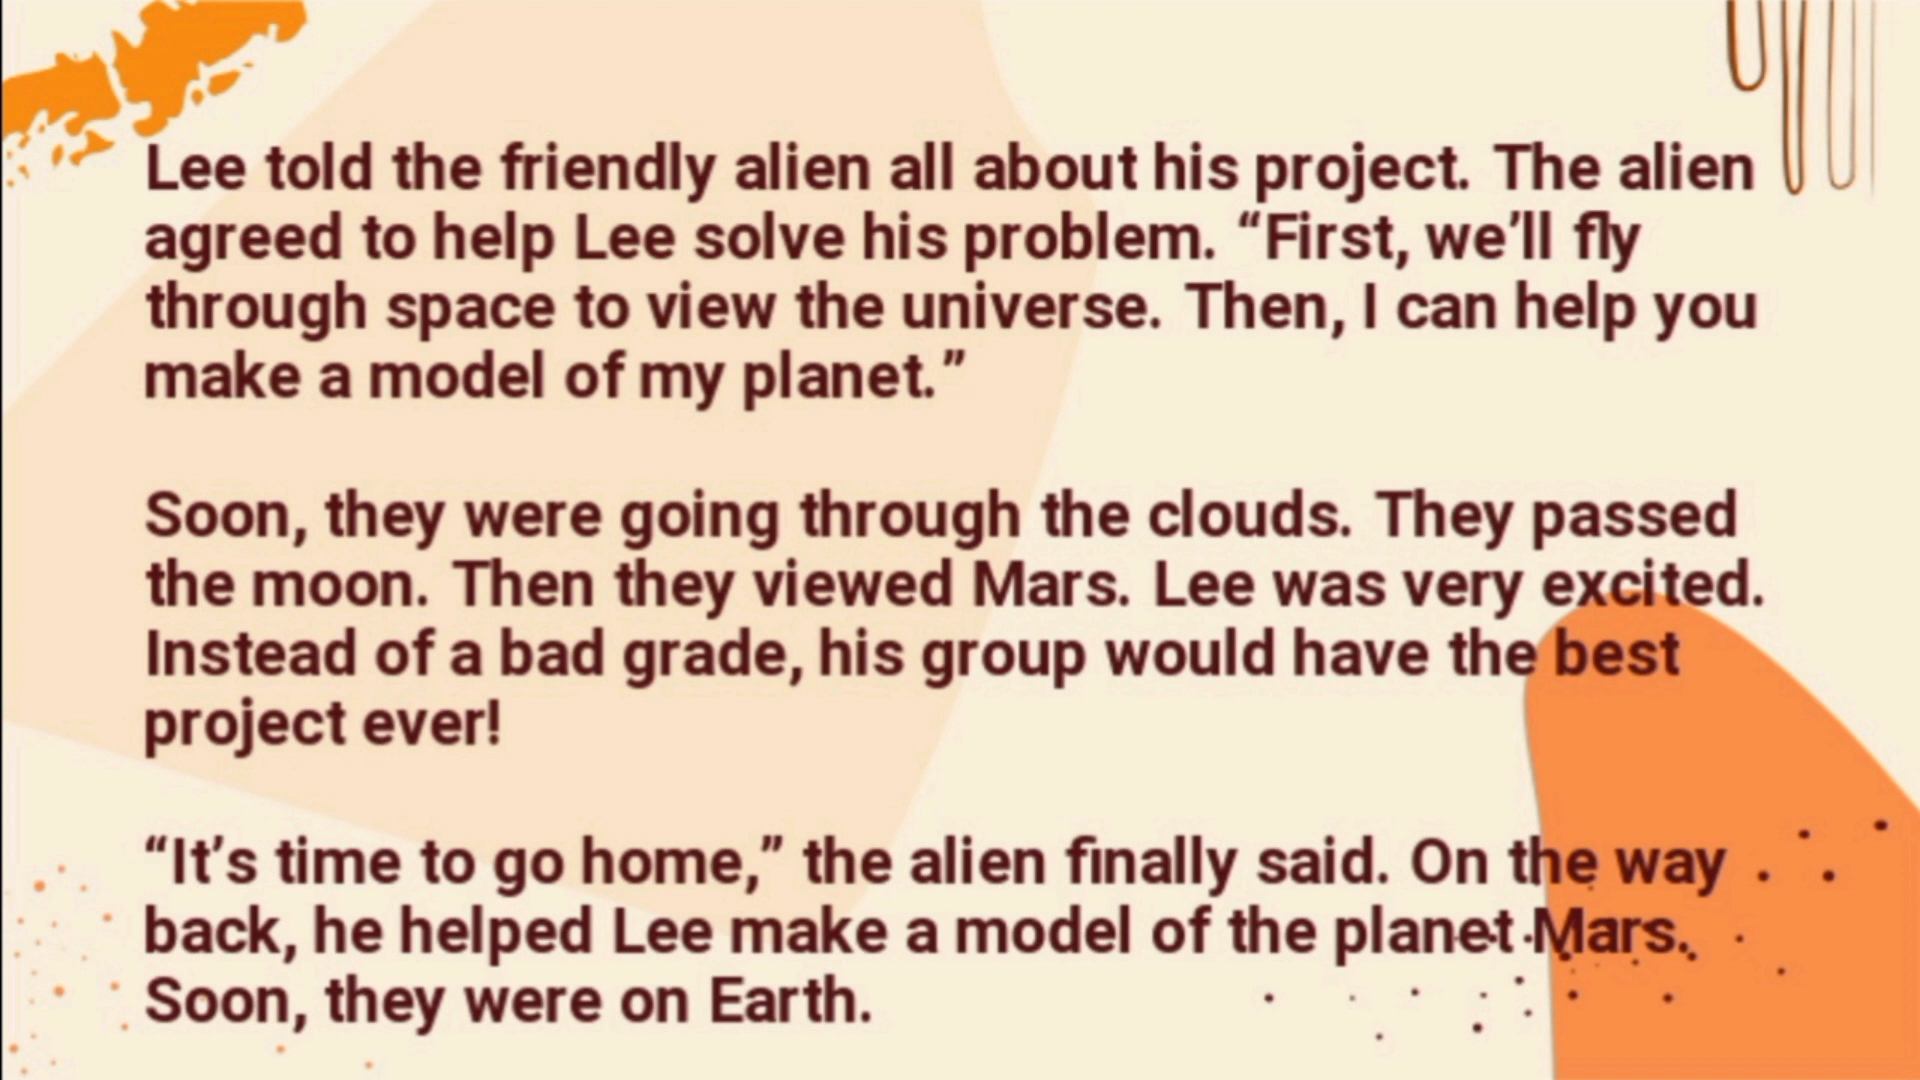 Lee told the friendly alien all about his project. The alien
agreed to help Lee solve his problem. “First, we’ll fly
through space to view the universe. Then, I can help you
make a model of my planet.”
Soon, they were going through the clouds. They passed
the moon. Then they viewed Mars. Lee was very excited.
Instead of a bad grade, his group would have the best
project ever!
“It’s time to go home,” the alien finally said. On the way
back, he helped Lee make a model of the planet Mars.
Soon, they were on Earth.